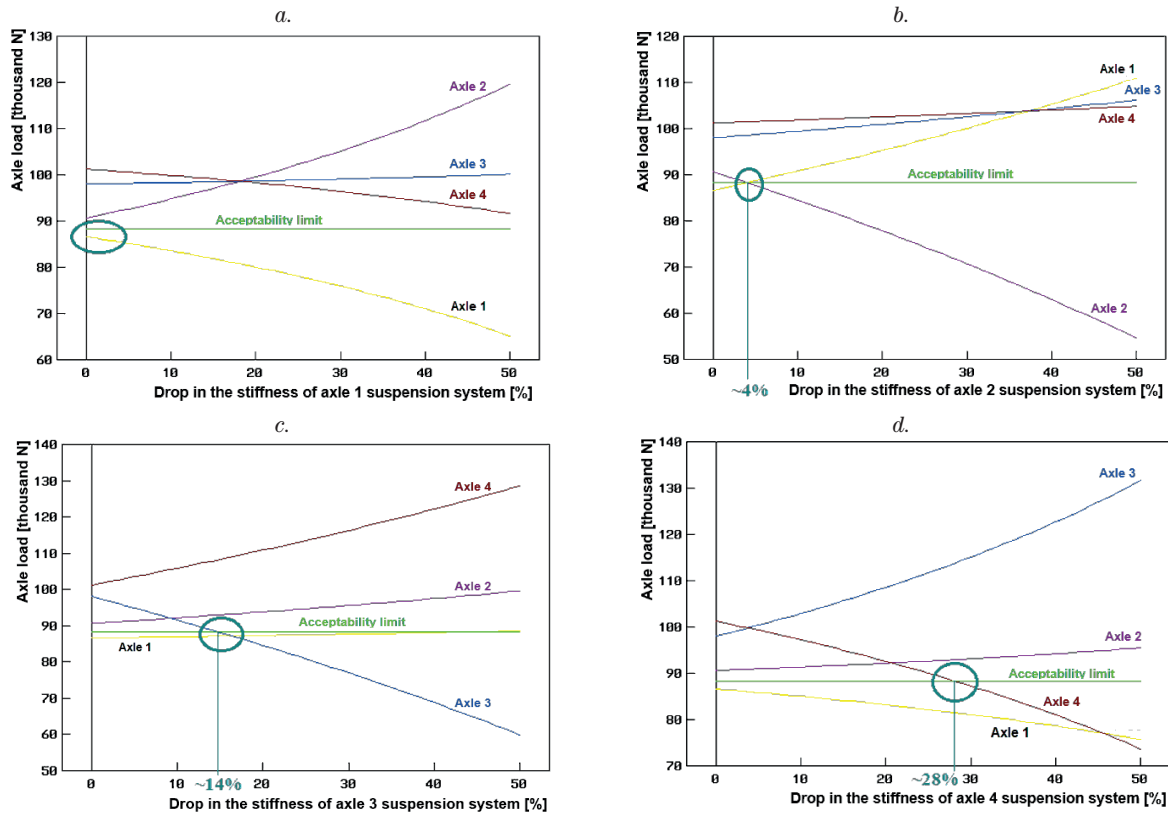 a.
Axle load [thousand N]
130
120
110
100
90
80
70
60
Axle 2
Axle 3
Axle 4
Acceptability limit
Axle 1
0 10 20 30 40 50
Drop in the stiffness of axle 1 suspension system [%]
b.
Axle load [thousand N]
120
110
100
90
80
70
60
50
Axle 1
Axle 3
Axle 4
Acceptability limit
Axle 2
0 10 20 30 40 50
Drop in the stiffness of axle 2 suspension system [%]
~4%
c.
Axle load [thousand N]
140
130
120
110
100
90
80
70
60
50
Axle 4
Axle 2
Acceptability limit
Axle 1
Axle 3
0 10 20 30 40 50
~14%
Drop in the stiffness of axle 3 suspension system [%]
d.
Axle load [thousand N]
140
130
120
110
100
90
80
70
Axle 3
Axle 2
Acceptability limit
Axle 4
Axle 1
0 10 20 30 40 50
~28%
Drop in the stiffness of axle 4 suspension system [%]